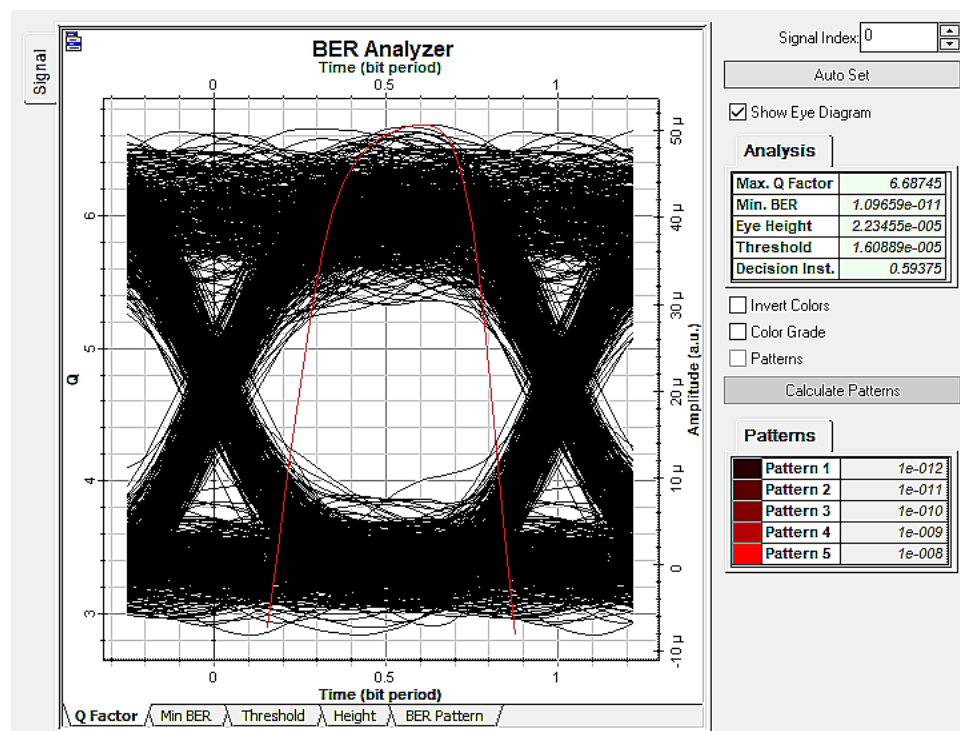 Signal
BER Analyzer
Time (bit period)
0 0.5 1
Q
6
5
4
3
50 µ
40 µ
30 µ
20 µ
10 µ
0
-10 µ
Amplitude (a.u.)
0 0.5 1
Time (bit period)
Q Factor Min BER Threshold Height BER Pattern
Signal Index: 0
Auto Set
Show Eye Diagram
Analysis
Max. Q Factor 6.68745
Min. BER 1.09659e-011
Eye Height 2.23455e-005
Threshold 1.60889e-005
Decision Inst. 0.59375
Invert Colors
Color Grade
Patterns
Calculate Patterns
Patterns
Pattern 1 1e-012
Pattern 2 1e-011
Pattern 3 1e-010
Pattern 4 1e-009
Pattern 5 1e-008